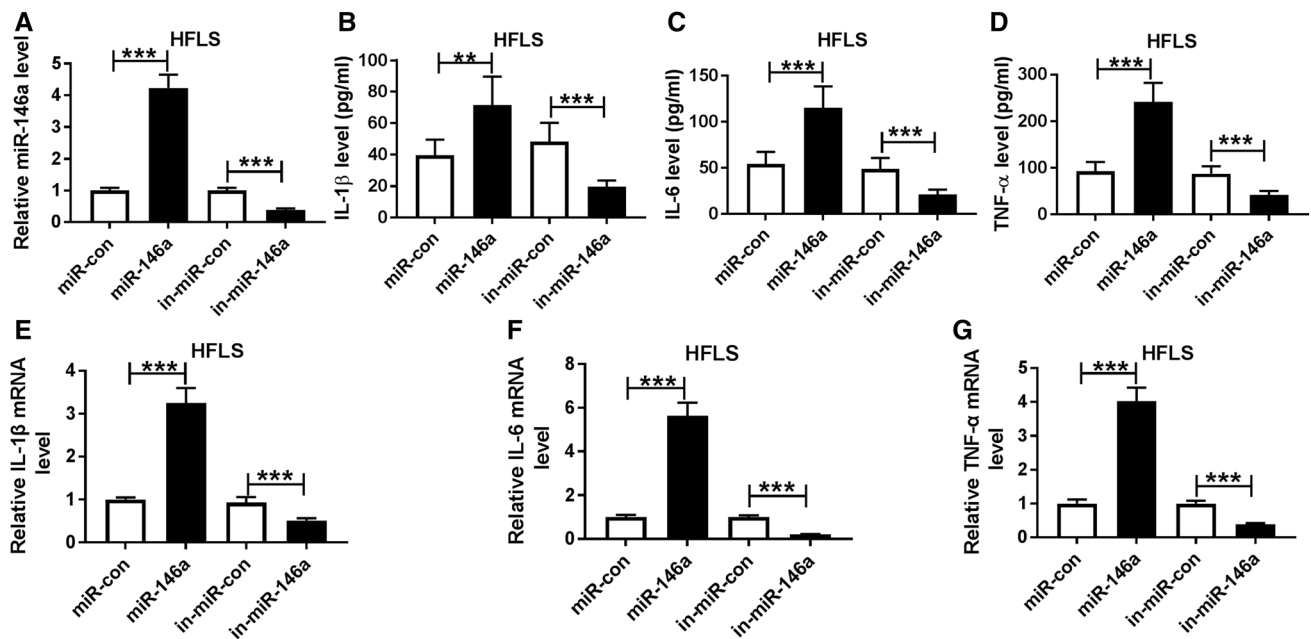 A
HFLS
Relative miR-146a level
5
4
3
2
1
0
***
***
miR-con
miR-146a
in-miR-con
in-miR-146a
B
HFLS
IL-1β level (pg/ml)
100
80
60
40
20
0
**
***
miR-con
miR-146a
in-miR-con
in-miR-146a
C
HFLS
IL-6 level (pg/ml)
150
100
50
0
***
***
miR-con
miR-146a
in-miR-con
in-miR-146a
D
HFLS
TNF-α level (pg/ml)
300
200
100
0
***
***
miR-con
miR-146a
in-miR-con
in-miR-146a
E
HFLS
Relative IL-1β mRNA
level
4
3
2
1
0
***
***
miR-con
miR-146a
in-miR-con
in-miR-146a
F
HFLS
Relative IL-6 mRNA
level
8
6
4
2
0
***
***
miR-con
miR-146a
in-miR-con
in-miR-146a
G
HFLS
Relative TNF-α mRNA
level
5
4
3
2
1
0
***
***
miR-con
miR-146a
in-miR-con
in-miR-146a